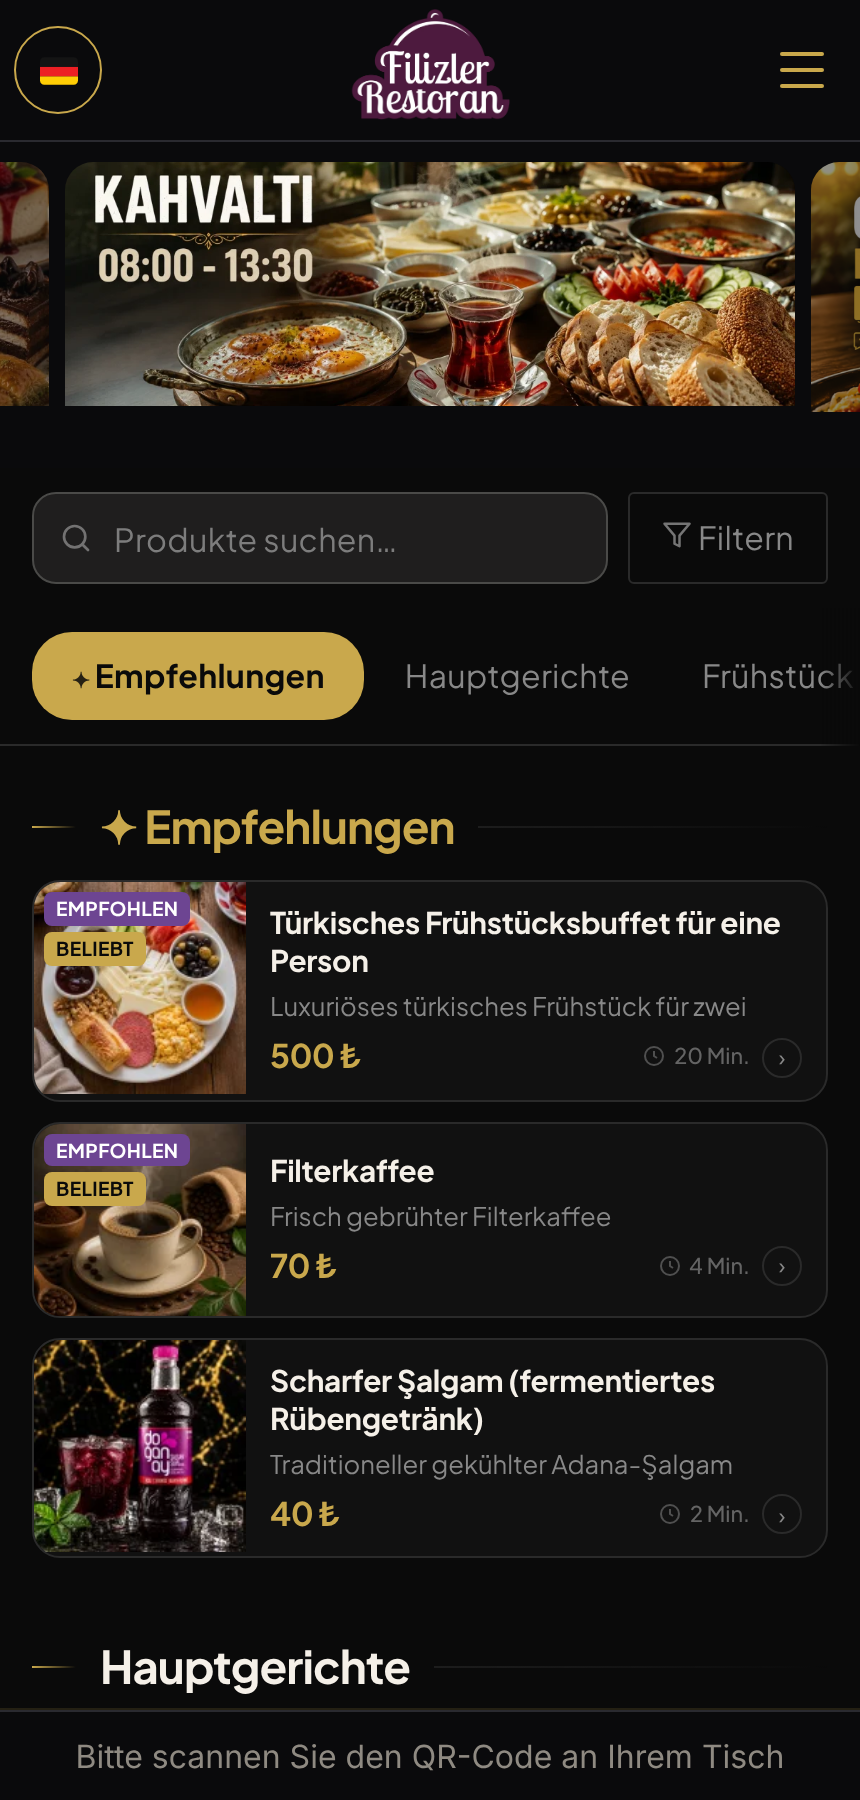 Filizler
Restoran
KAHVALTI
08:00 - 13:30
Produkte suchen...
Filtern
Empfehlungen
Hauptgerichte
Frühstück
Empfehlungen
EMPFOHLEN
BELIEBT
Türkisches Frühstücksbuffet für eine
Person
Luxuriöses türkisches Frühstück für zwei
500 ₺
20 Min.
EMPFOHLEN
BELIEBT
Filterkaffee
Frisch gebrühter Filterkaffee
70 ₺
4 Min.
doganay
Scharfer Şalgam (fermentiertes
Rübengetränk)
Traditioneller gekühlter Adana-Şalgam
40 ₺
2 Min.
Hauptgerichte
Bitte scannen Sie den QR-Code an Ihrem Tisch